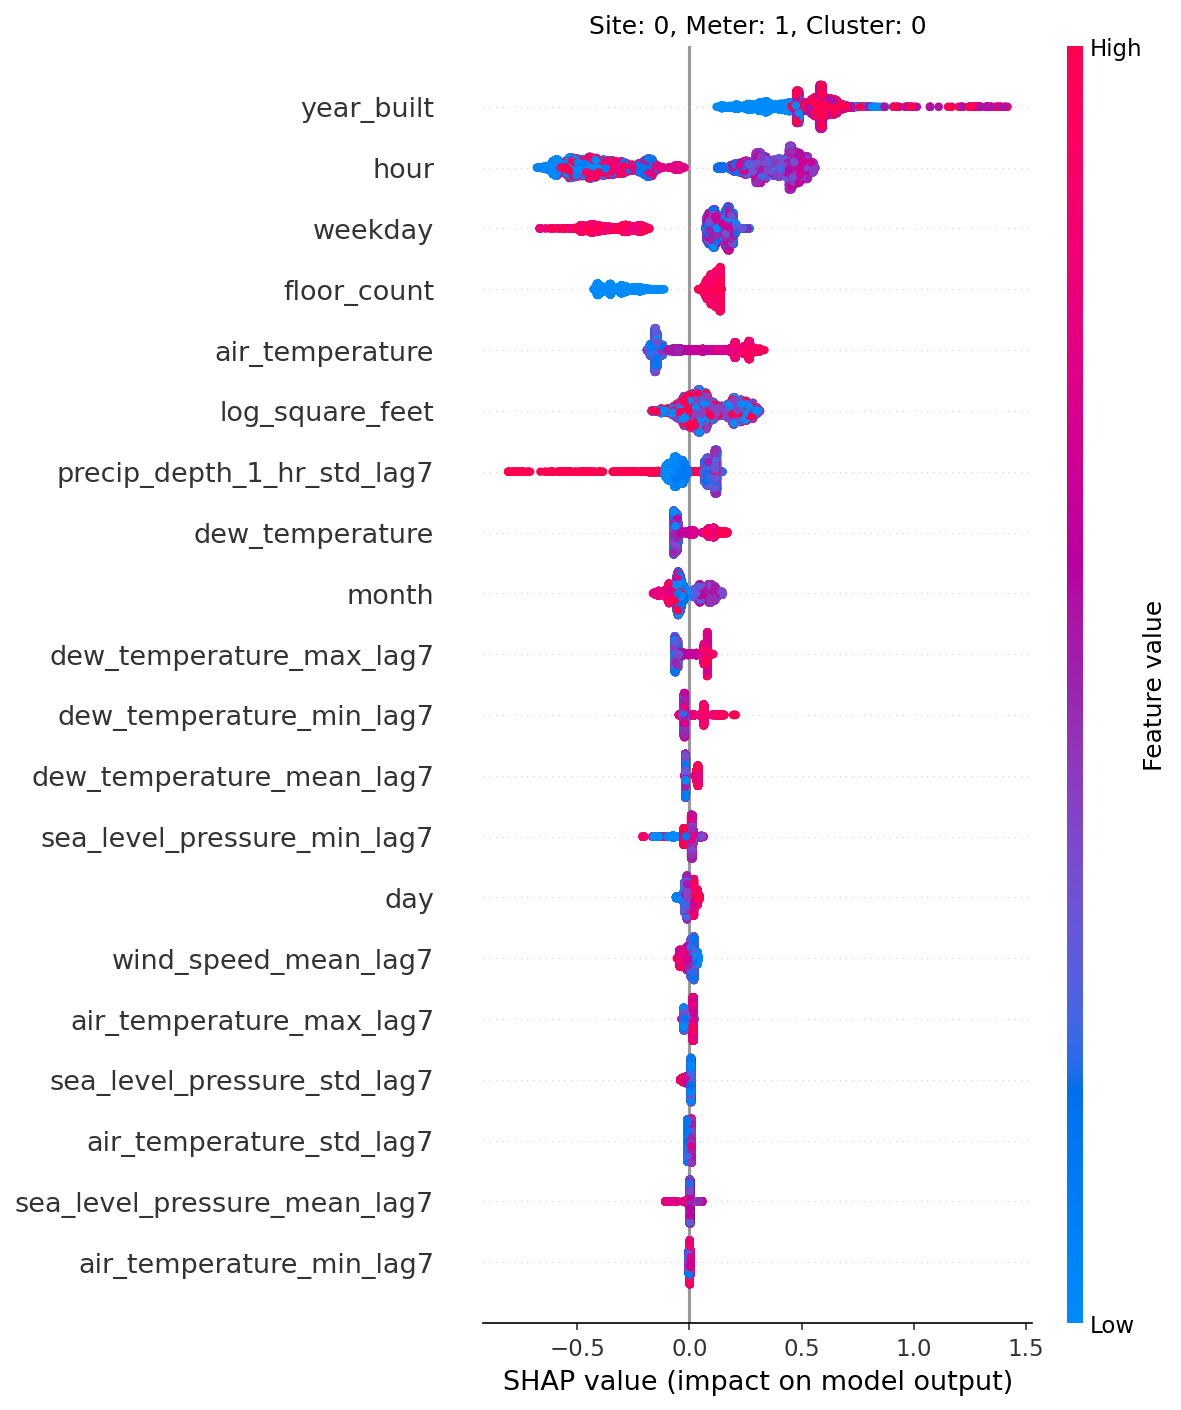 Site: 0, Meter: 1, Cluster: 0
High
year_built
hour
weekday
floor_count
air_temperature
log_square_feet
precip_depth_1_hr_std_lag7
dew_temperature
month
dew_temperature_max_lag7
dew_temperature_min_lag7
dew_temperature_mean_lag7
sea_level_pressure_min_lag7
day
wind_speed_mean_lag7
air_temperature_max_lag7
sea_level_pressure_std_lag7
air_temperature_std_lag7
sea_level_pressure_mean_lag7
air_temperature_min_lag7
Feature value
Low
−0.5 0.0 0.5 1.0 1.5
SHAP value (impact on model output)